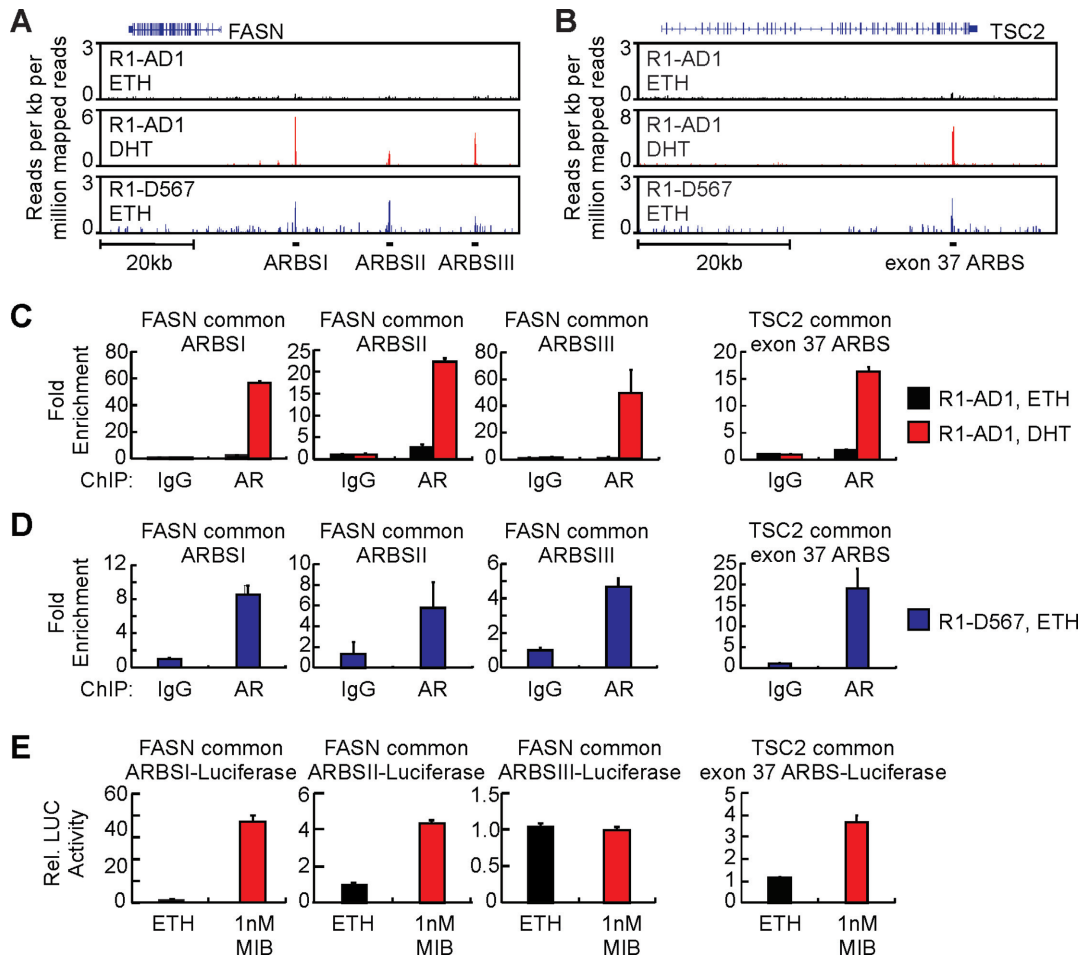 A
FASN
Reads per kb per
million mapped reads
3
0
R1-AD1
ETH
6
0
R1-AD1
DHT
3
0
R1-D567
ETH
20kb
ARBSI
ARBSII
ARBSIII
B
TSC2
Reads per kb per
million mapped reads
3
0
R1-AD1
ETH
8
0
R1-AD1
DHT
3
0
R1-D567
ETH
20kb
exon 37 ARBS
C
FASN common
ARBSI
Fold
Enrichment
80
60
40
20
0
FASN common
ARBSII
25
20
15
10
5
0
FASN common
ARBSIII
80
60
40
20
0
TSC2 common
exon 37 ARBS
20
15
10
5
0
R1-AD1, ETH
R1-AD1, DHT
ChIP:
IgG
AR
IgG
AR
IgG
AR
IgG
AR
D
FASN common
ARBSI
Fold
Enrichment
12
8
4
0
FASN common
ARBSII
10
8
6
4
2
0
FASN common
ARBSIII
6
4
2
0
TSC2 common
exon 37 ARBS
25
20
15
10
5
0
R1-D567, ETH
ChIP:
IgG
AR
IgG
AR
IgG
AR
IgG
AR
E
FASN common
ARBSI-Luciferase
Rel. LUC
Activity
60
40
20
0
FASN common
ARBSII-Luciferase
6
4
2
0
FASN common
ARBSIII-Luciferase
1.5
1.0
0.5
0
TSC2 common
exon 37 ARBS-Luciferase
5
4
3
2
1
0
ETH
1nM
MIB
ETH
1nM
MIB
ETH
1nM
MIB
ETH
1nM
MIB